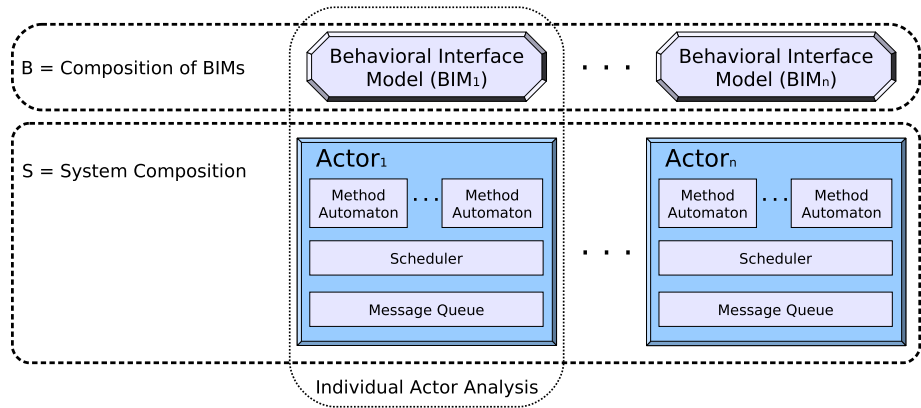 B = Composition of BIMs
Behavioral Interface
Model (BIM₁)
. . .
Behavioral Interface
Model (BIMₙ)
S = System Composition
Actor₁
Method
Automaton
...
Method
Automaton
Scheduler
Message Queue
. . .
Actorₙ
Method
Automaton
...
Method
Automaton
Scheduler
Message Queue
Individual Actor Analysis